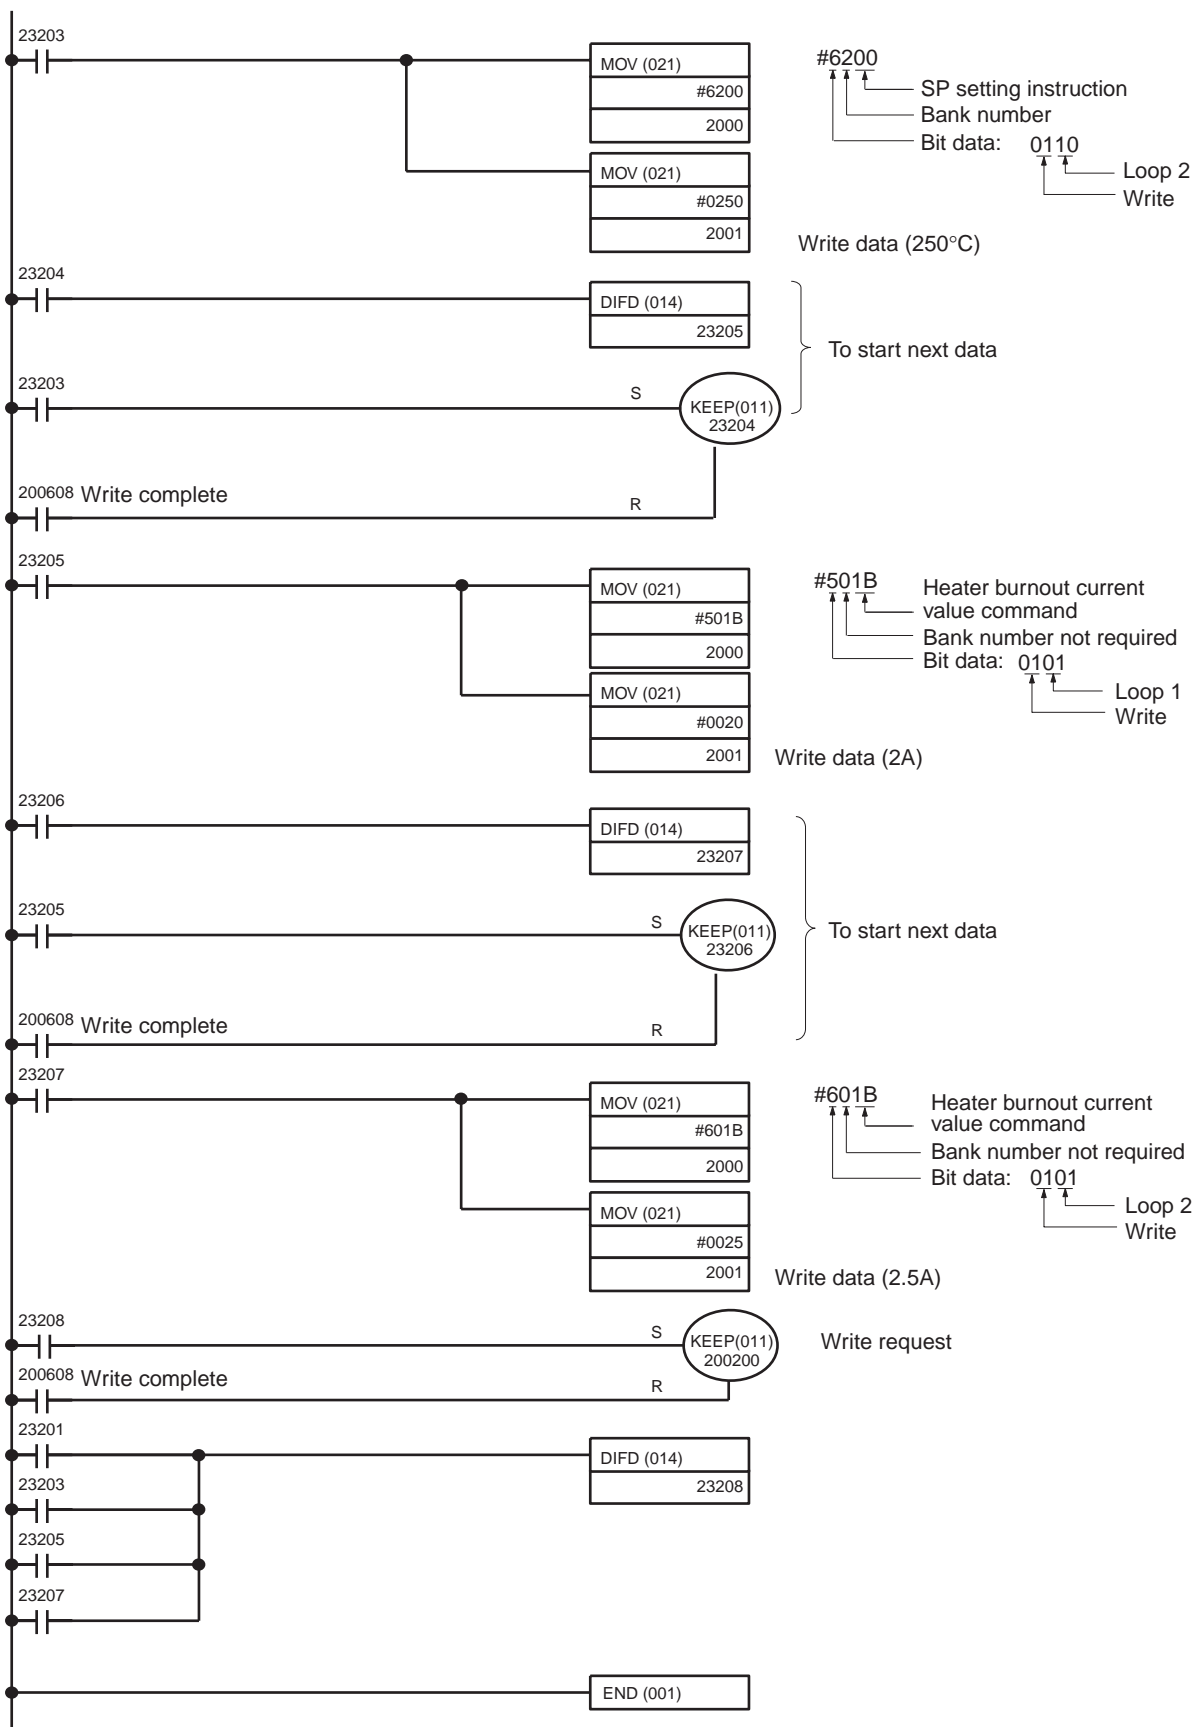 23203
MOV (021)
#6200
2000
#6200
SP setting instruction
Bank number
Bit data: 0110
Loop 2
Write
MOV (021)
#0250
2001
Write data (250°C)
23204
DIFD (014)
23205
To start next data
23203
S
KEEP(011)
23204
200608 Write complete
R
23205
MOV (021)
#501B
2000
#501B
Heater burnout current
value command
Bank number not required
Bit data: 0101
Loop 1
Write
MOV (021)
#0020
2001
Write data (2A)
23206
DIFD (014)
23207
To start next data
23205
S
KEEP(011)
23206
200608 Write complete
R
23207
MOV (021)
#601B
2000
#601B
Heater burnout current
value command
Bank number not required
Bit data: 0101
Loop 2
Write
MOV (021)
#0025
2001
Write data (2.5A)
23208
S
KEEP(011)
200200
Write request
200608 Write complete
R
23201
DIFD (014)
23208
23203
23205
23207
END (001)